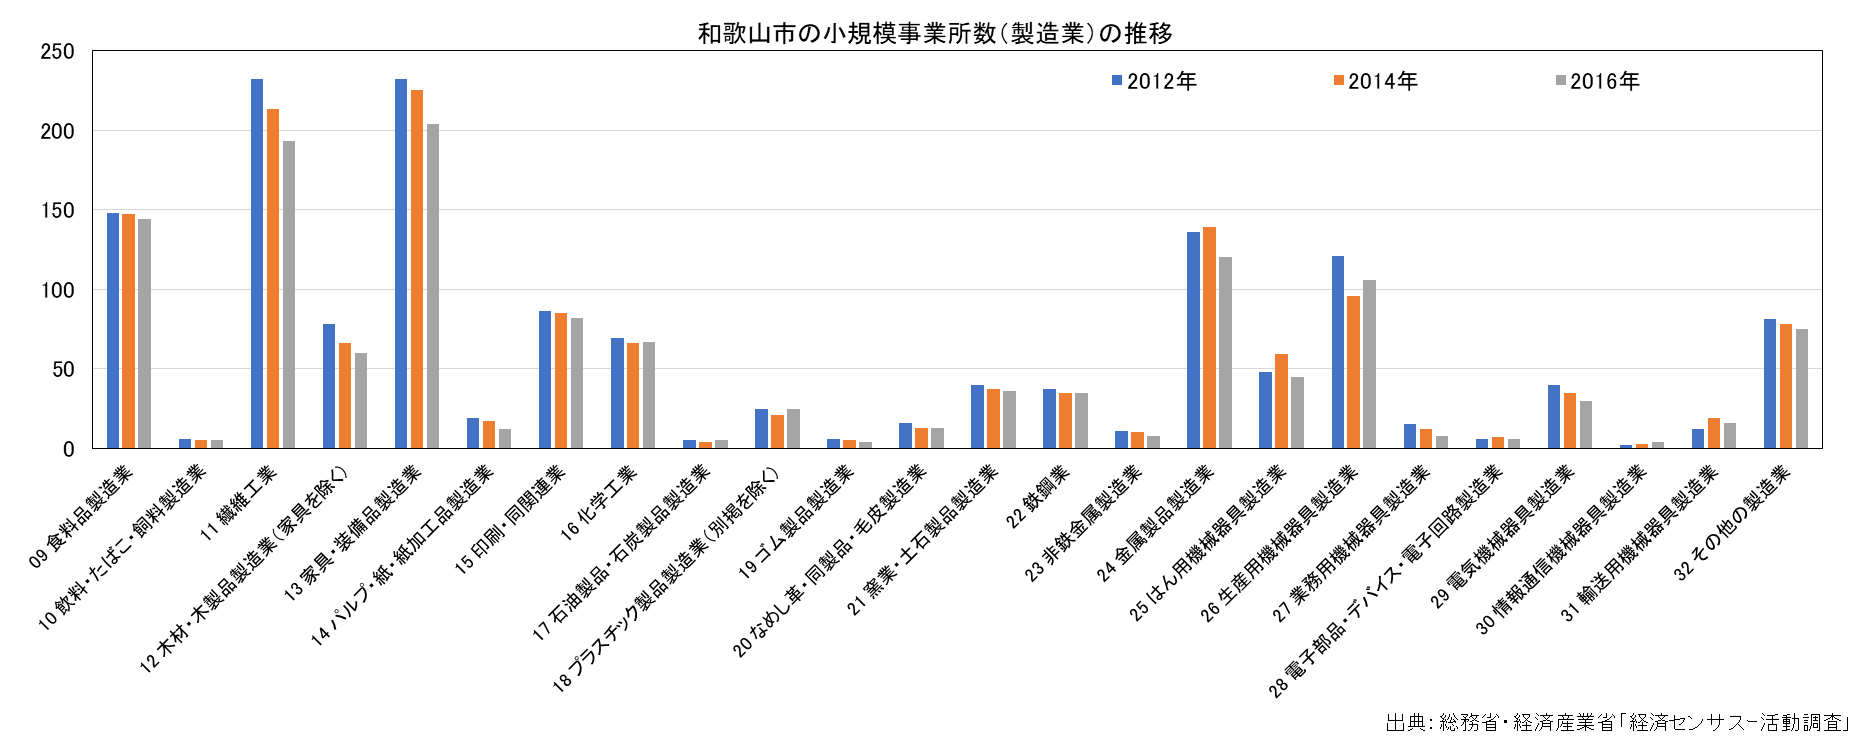 和歌山市の小規模事業所数（製造業）の推移
250
200
150
100
50
0
2012年
2014年
2016年
09 食料品製造業
10 飲料・たばこ・飼料製造業
11 繊維工業
12 木材・木製品製造業（家具を除く）
13 家具・装備品製造業
14 パルプ・紙・紙加工品製造業
15 印刷・同関連業
16 化学工業
17 石油製品・石炭製品製造業
18 プラスチック製品製造業（別掲を除く）
19 ゴム製品製造業
20 なめし革・同製品・毛皮製造業
21 窯業・土石製品製造業
22 鉄鋼業
23 非鉄金属製造業
24 金属製品製造業
25 はん用機械器具製造業
26 生産用機械器具製造業
27 業務用機械器具製造業
28 電子部品・デバイス・電子回路製造業
29 電気機械器具製造業
30 情報通信機械器具製造業
31 輸送用機械器具製造業
32 その他の製造業
出典：総務省・経済産業省「経済センサス−活動調査」